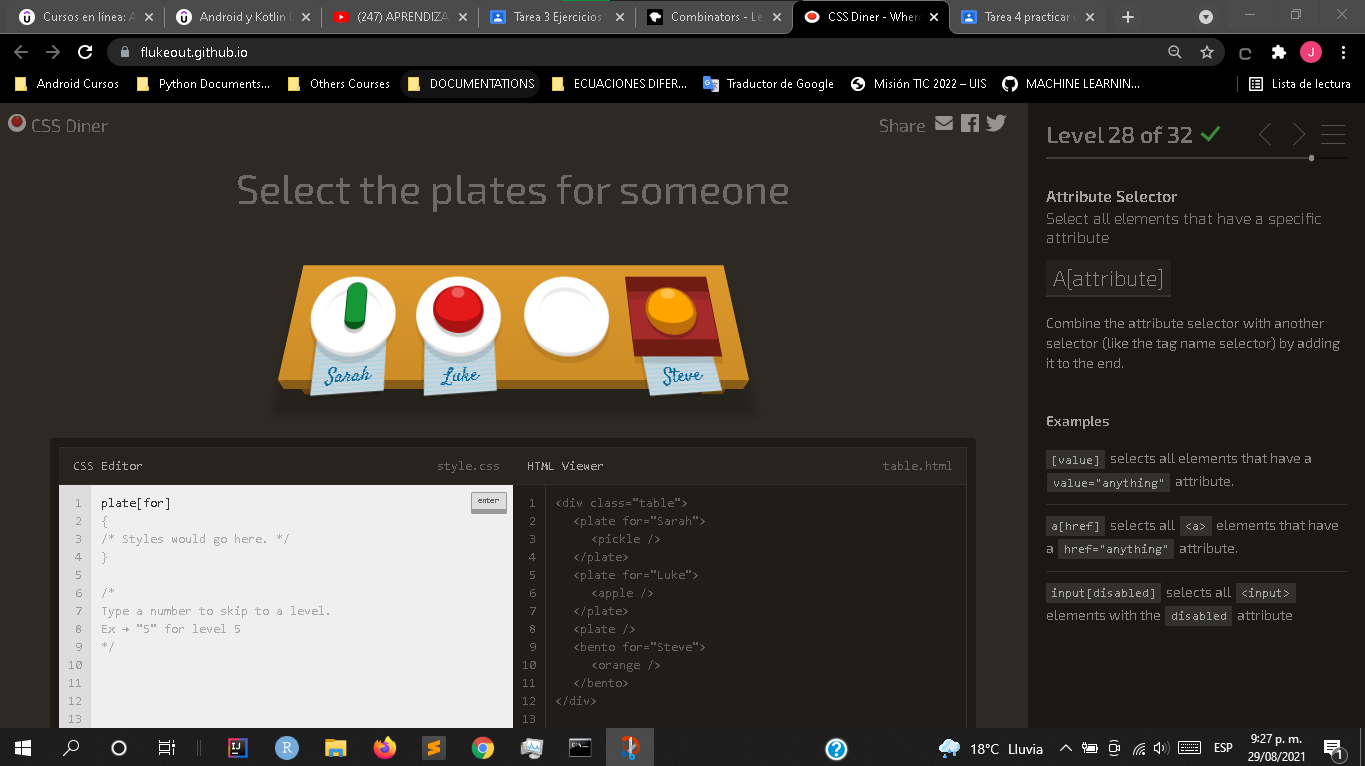 Cursos en línea: A
Android y Kotlin D
(247) APRENDIZA
Tarea 3 Ejercicios
Combinators - Le
CSS Diner - Where
Tarea 4 practicar
flukeout.github.io
J
Android Cursos
Python Documents...
Others Courses
DOCUMENTATIONS
ECUACIONES DIFER...
Traductor de Google
Misión TIC 2022 – UIS
MACHINE LEARNIN...
Lista de lectura
CSS Diner
Share
Level 28 of 32
Select the plates for someone
Sarah
Luke
Steve
Attribute Selector
Select all elements that have a specific
attribute
A[attribute]
Combine the attribute selector with another
selector (like the tag name selector) by adding
it to the end.
Examples
[value] selects all elements that have a
value="anything" attribute.
a[href] selects all <a> elements that have
a href="anything" attribute.
input[disabled] selects all <input>
elements with the disabled attribute
CSS Editor
style.css
1 plate[for]
enter
2 {
3 /* Styles would go here. */
4 }
5
6 /*
7 Type a number to skip to a level.
8 Ex → "5" for level 5
9 */
10
11
12
13
HTML Viewer
table.html
1 <div class="table">
2 <plate for="Sarah">
3 <pickle />
4 </plate>
5 <plate for="Luke">
6 <apple />
7 </plate>
8 <plate />
9 <bento for="Steve">
10 <orange />
11 </bento>
12 </div>
13
18°C Lluvia
ESP
9:27 p. m.
29/08/2021
1